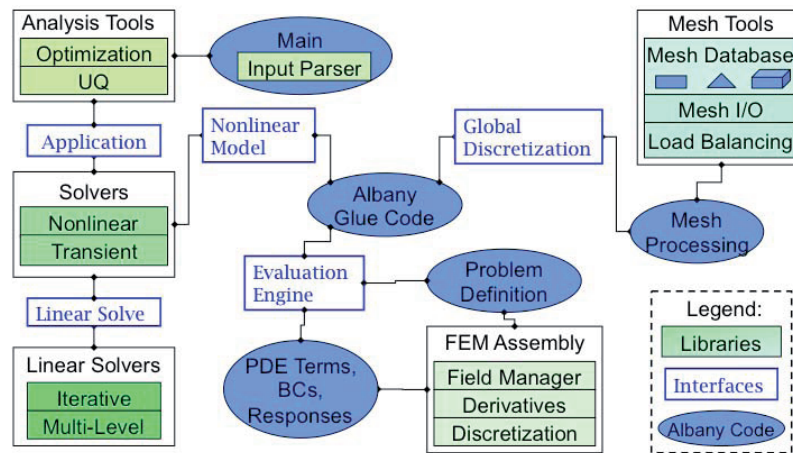 Analysis Tools
Optimization
UQ
Main
Input Parser
Mesh Tools
Mesh Database
Mesh I/O
Load Balancing
Application
Nonlinear
Model
Global
Discretization
Solvers
Nonlinear
Transient
Albany
Glue Code
Mesh
Processing
Evaluation
Engine
Problem
Definition
Linear Solve
Linear Solvers
Iterative
Multi-Level
PDE Terms,
BCs,
Responses
FEM Assembly
Field Manager
Derivatives
Discretization
Legend:
Libraries
Interfaces
Albany Code